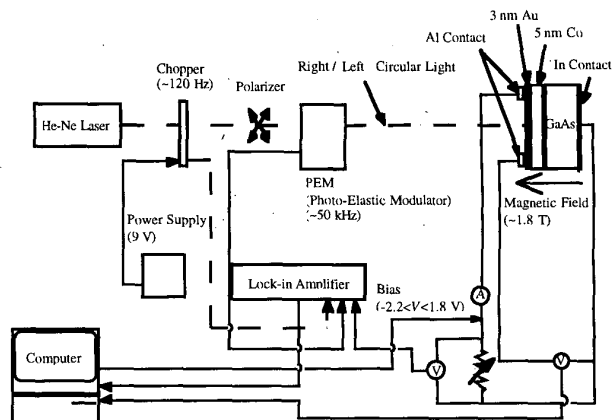 3 nm Au
Al Contact
5 nm Co
In Contact
Chopper
(~120 Hz)
Polarizer
Right / Left Circular Light
He-Ne Laser
GaAs
PEM
(Photo-Elastic Modulator)
(~50 kHz)
Magnetic Field
(~1.8 T)
Power Supply
(9 V)
Lock-in Amplifier
Bias
(-2.2<V<1.8 V)
A
Computer
V
V